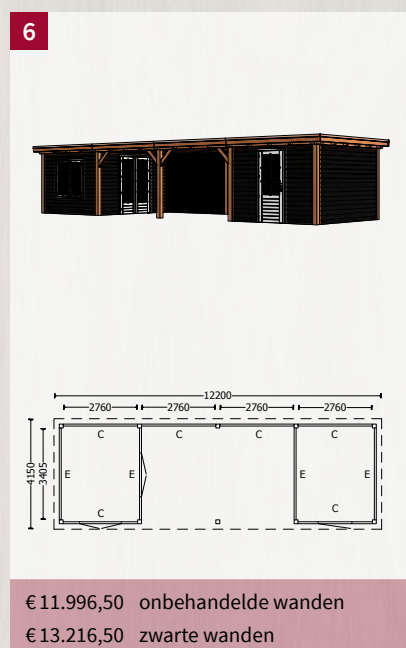 6
12200
2760 2760 2760 2760
C C C C
4150 3405
E E E E
C C
€ 11.996,50 onbehandelde wanden
€ 13.216,50 zwarte wanden